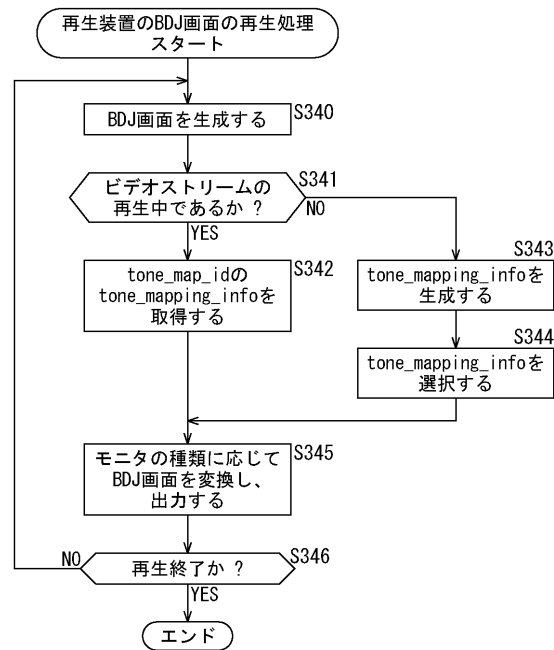 再生装置のBDJ画面の再生処理
スタート
BDJ画面を生成する
S340
ビデオストリームの
再生中であるか ?
S341
NO
YES
tone_map_idの
tone_mapping_infoを
取得する
S342
S343
tone_mapping_infoを
生成する
S344
tone_mapping_infoを
選択する
モニタの種類に応じて
BDJ画面を変換し、
出力する
S345
NO
再生終了か ?
S346
YES
エンド